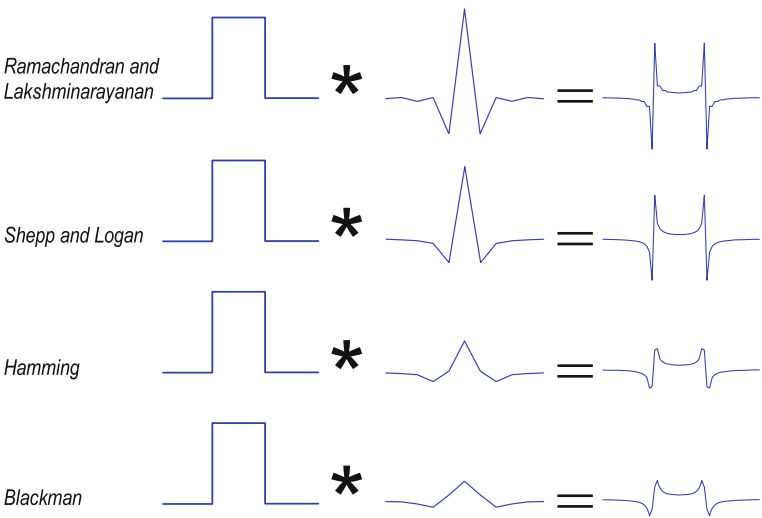 Ramachandran and
Lakshminarayanan
* =
Shepp and Logan
* =
Hamming
* =
Blackman
* =